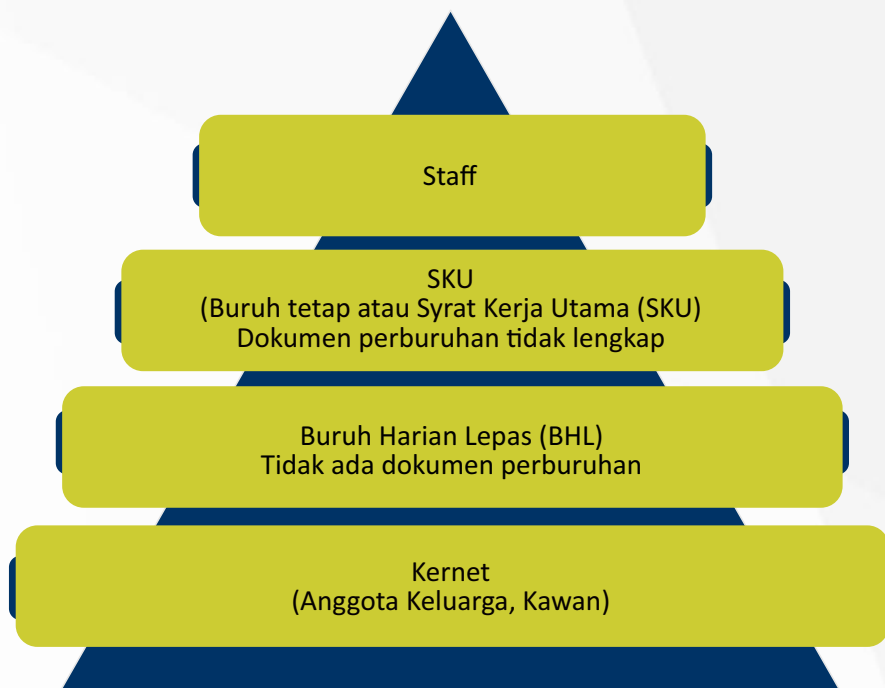 Staff
SKU
(Buruh tetap atau Syrat Kerja Utama (SKU)
Dokumen perburuhan tidak lengkap
Buruh Harian Lepas (BHL)
Tidak ada dokumen perburuhan
Kernet
(Anggota Keluarga, Kawan)